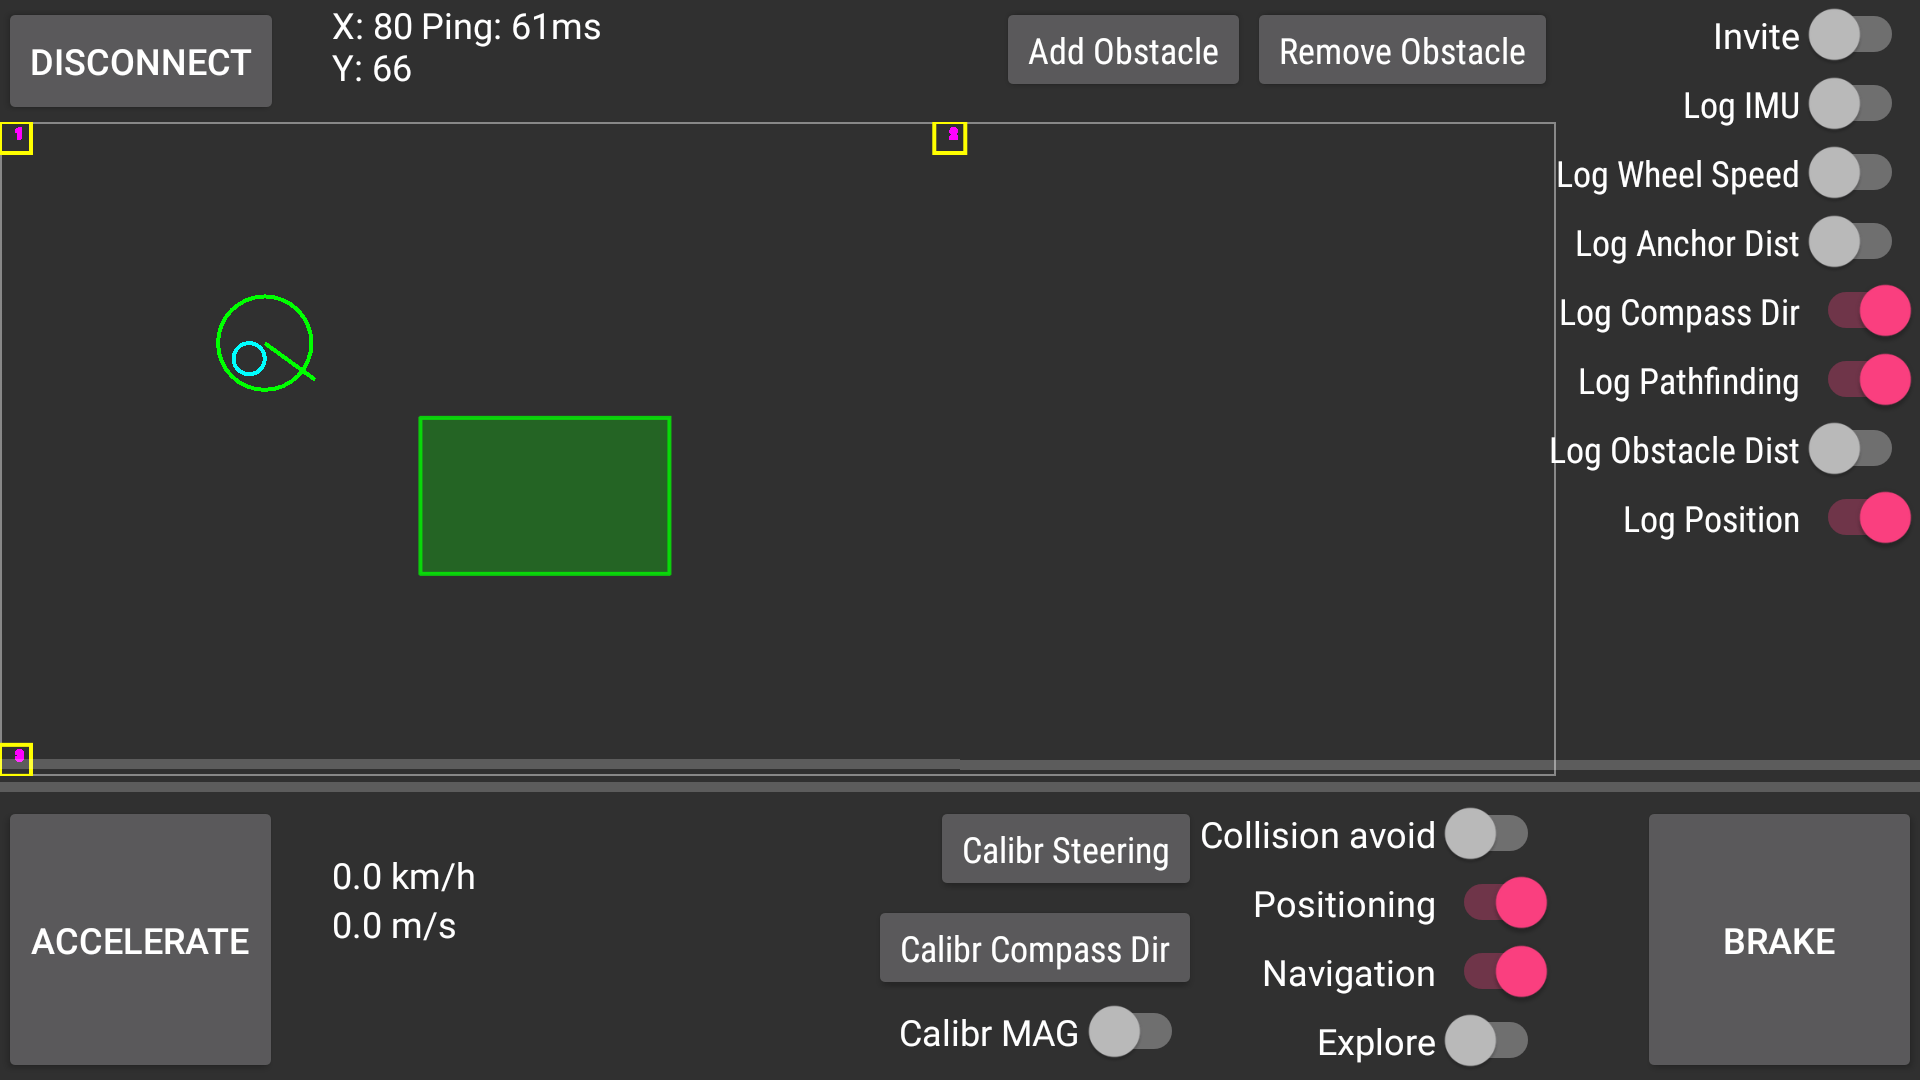 DISCONNECT
X: 80 Ping: 61ms
Y: 66
Add Obstacle
Remove Obstacle
Invite
Log IMU
Log Wheel Speed
Log Anchor Dist
Log Compass Dir
Log Pathfinding
Log Obstacle Dist
Log Position
1
2
3
ACCELERATE
0.0 km/h
0.0 m/s
Calibr Steering
Calibr Compass Dir
Calibr MAG
Collision avoid
Positioning
Navigation
Explore
BRAKE